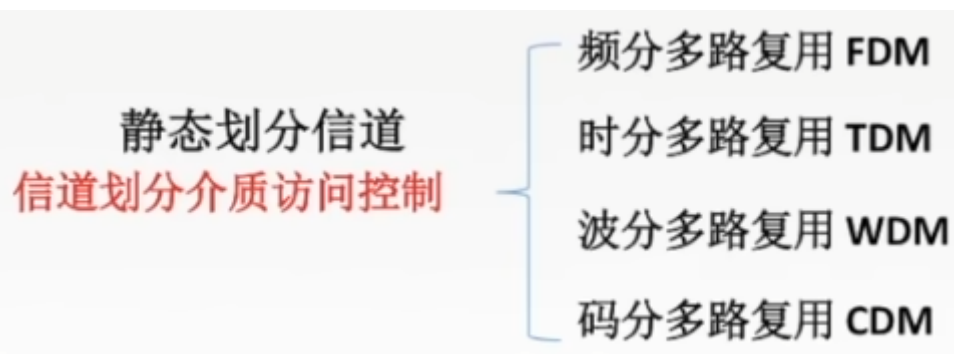 静态划分信道
信道划分介质访问控制
频分多路复用 FDM
时分多路复用 TDM
波分多路复用 WDM
码分多路复用 CDM